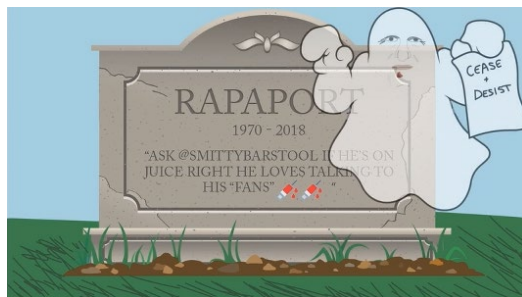 RAPAPORT
1970 - 2018
"ASK @SMITTYBARSTOOL IF HE'S ON
JUICE RIGHT HE LOVES TALKING TO
HIS "FANS" 💉💉 "
CEASE
+
DESIST